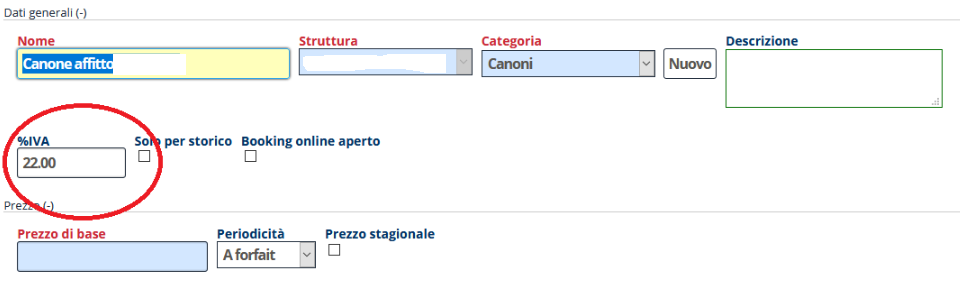 Dati generali (-)
Nome Struttura Categoria Descrizione
Canone affitto Canoni Nuovo
%IVA Solo per storico Booking online aperto
22.00
Prezzo (-)
Prezzo di base Periodicità Prezzo stagionale
A forfait